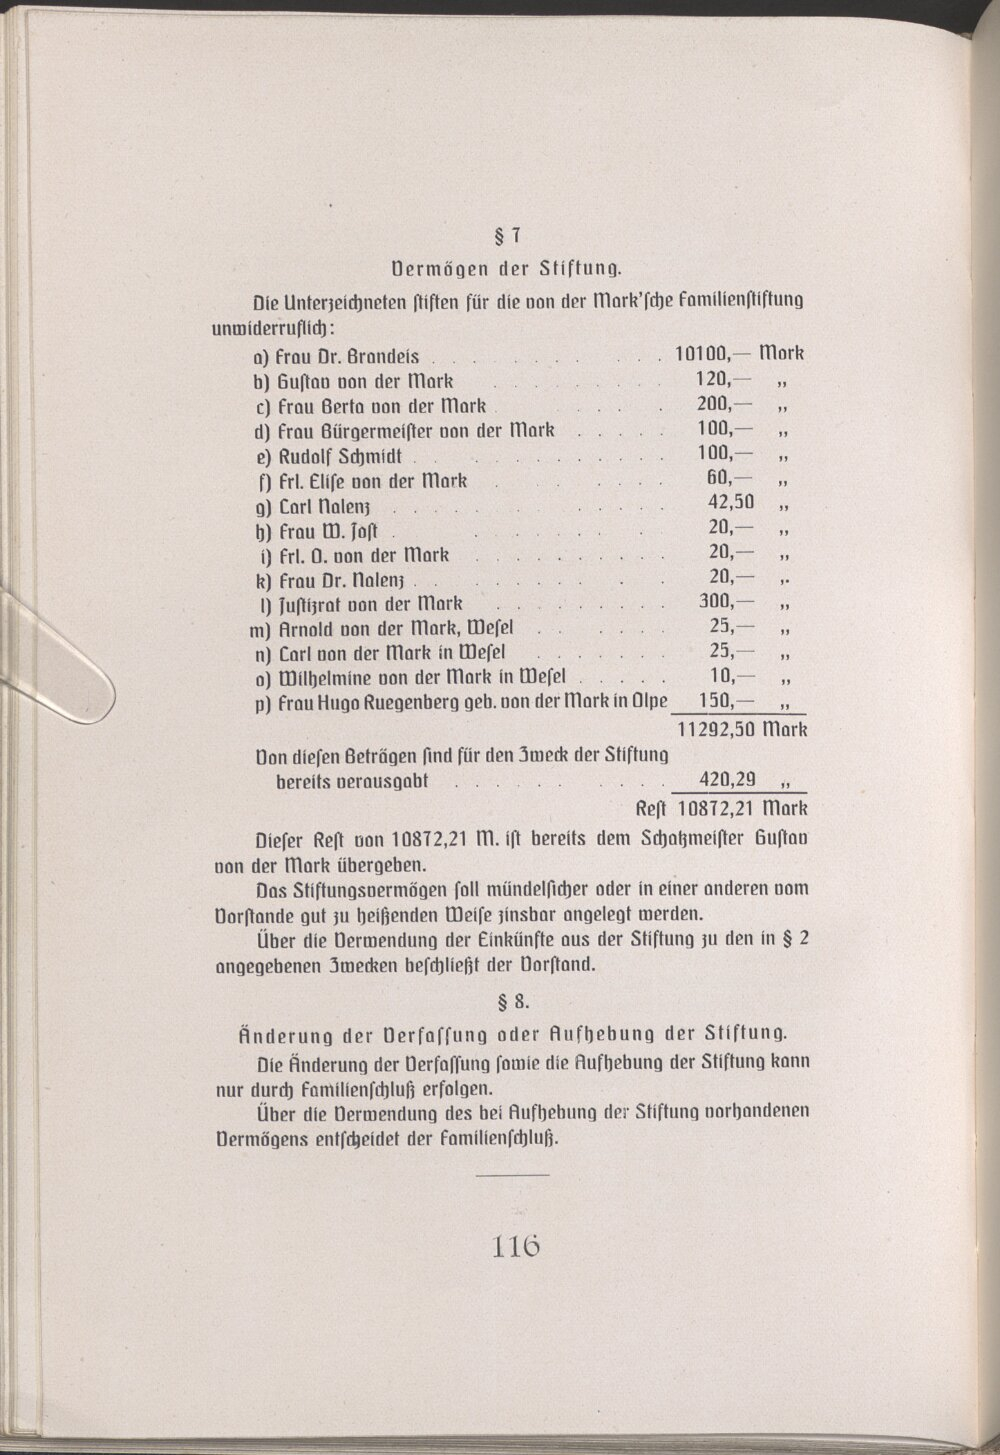 § 7
Vermögen der Stiftung.
Die Unterzeichneten stiften für die von der Mark'sche Familienstiftung
unwiderruflich:
a) Frau Dr. Brandeis . . . . . . . . . 10100,— Mark
b) Gustav von der Mark . . . . . . . . 120,— „
c) Frau Berta von der Mark . . . . . 200,— „
d) Frau Bürgermeister von der Mark . . . . . 100,— „
e) Rudolf Schmidt . . . . . . . . . . 100,— „
f) Frl. Elise von der Mark . . . . . . . 60,— „
g) Carl Nalenz . . . . . . . . . . 42,50 „
h) Frau W. Jost . . . . . . . . . 20,— „
i) Frl. O. von der Mark . . . . . . . . 20,— „
k) Frau Dr. Nalenz . . . . . . . . 20,— „
l) Justizrat von der Mark . . . . . . . . 300,— „
m) Arnold von der Mark, Wesel . . . . . . 25,— „
n) Carl von der Mark in Wesel . . . . . . . 25,— „
o) Wilhelmine von der Mark in Wesel . . . . . 10,— „
p) Frau Hugo Ruegenberg geb. von der Mark in Olpe 150,— „
11292,50 Mark
Von diesen Beträgen sind für den Zweck der Stiftung
bereits verausgabt . . . . . . . . . 420,29 „
Rest 10872,21 Mark
Dieser Rest von 10872,21 M. ist bereits dem Schatzmeister Gustav
von der Mark übergeben.
Das Stiftungsvermögen soll mündelsicher oder in einer anderen vom
Vorstande gut zu heißenden Weise zinsbar angelegt werden.
Über die Verwendung der Einkünfte aus der Stiftung zu den in § 2
angegebenen Zwecken beschließt der Vorstand.
§ 8.
Änderung der Verfassung oder Aufhebung der Stiftung.
Die Änderung der Verfassung sowie die Aufhebung der Stiftung kann
nur durch Familienschluß erfolgen.
Über die Verwendung des bei Aufhebung der Stiftung vorhandenen
Vermögens entscheidet der Familienschluß.
116